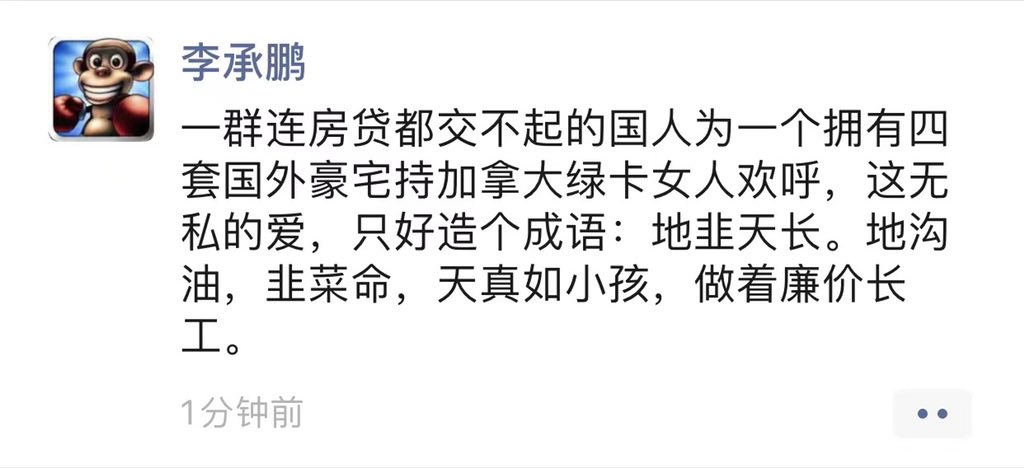 李承鹏
一群连房贷都交不起的国人为一个拥有四
套国外豪宅持加拿大绿卡女人欢呼，这无
私的爱，只好造个成语：地韭天长。地沟
油，韭菜命，天真如小孩，做着廉价长
工。
1分钟前